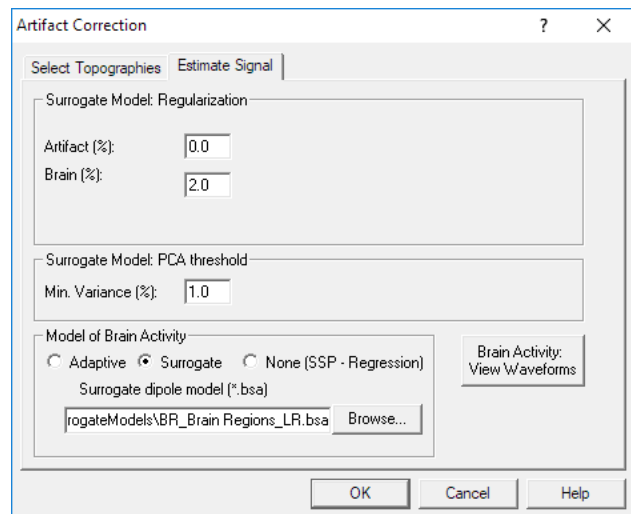 Artifact Correction ? X
Select Topographies Estimate Signal
Surrogate Model: Regularization
Artifact (%): 0.0
Brain (%): 2.0
Surrogate Model: PCA threshold
Min. Variance (%): 1.0
Model of Brain Activity
Adaptive Surrogate None (SSP - Regression)
Surrogate dipole model (*.bsa)
rogateModels\BR_Brain Regions_LR.bsa Browse...
Brain Activity:
View Waveforms
OK Cancel Help